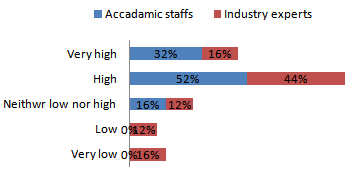 Accadamic staffs Industry experts
Very high 32% 16%
High 52% 44%
Neithwr low nor high 16% 12%
Low 0% 12%
Very low 0% 16%